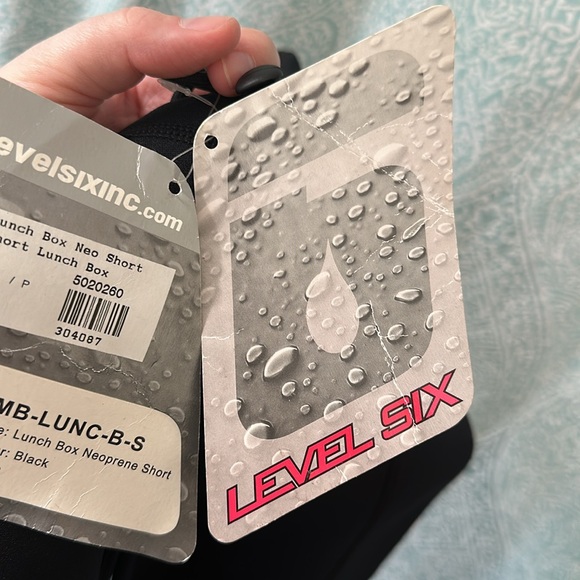 evelsixinc.com
unch Box Neo Short
hort Lunch Box
/ P
5020260
304087
MB-LUNC-B-S
e: Lunch Box Neoprene Short
r: Black
LEVEL SIX